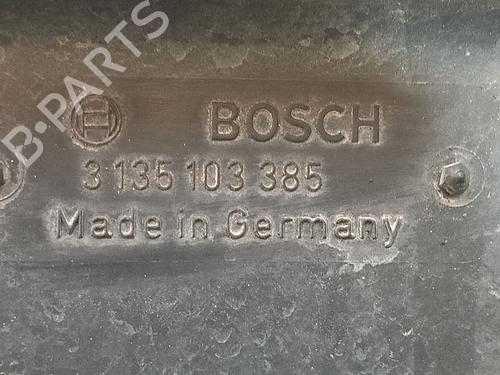 B-PARTS
BOSCH
3 135 103 385
Made in Germany